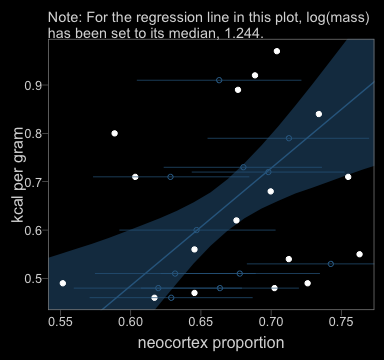 Note: For the regression line in this plot, log(mass)
has been set to its median, 1.244.
kcal per gram
0.9
0.8
0.7
0.6
0.5
0.55 0.60 0.65 0.70 0.75
neocortex proportion